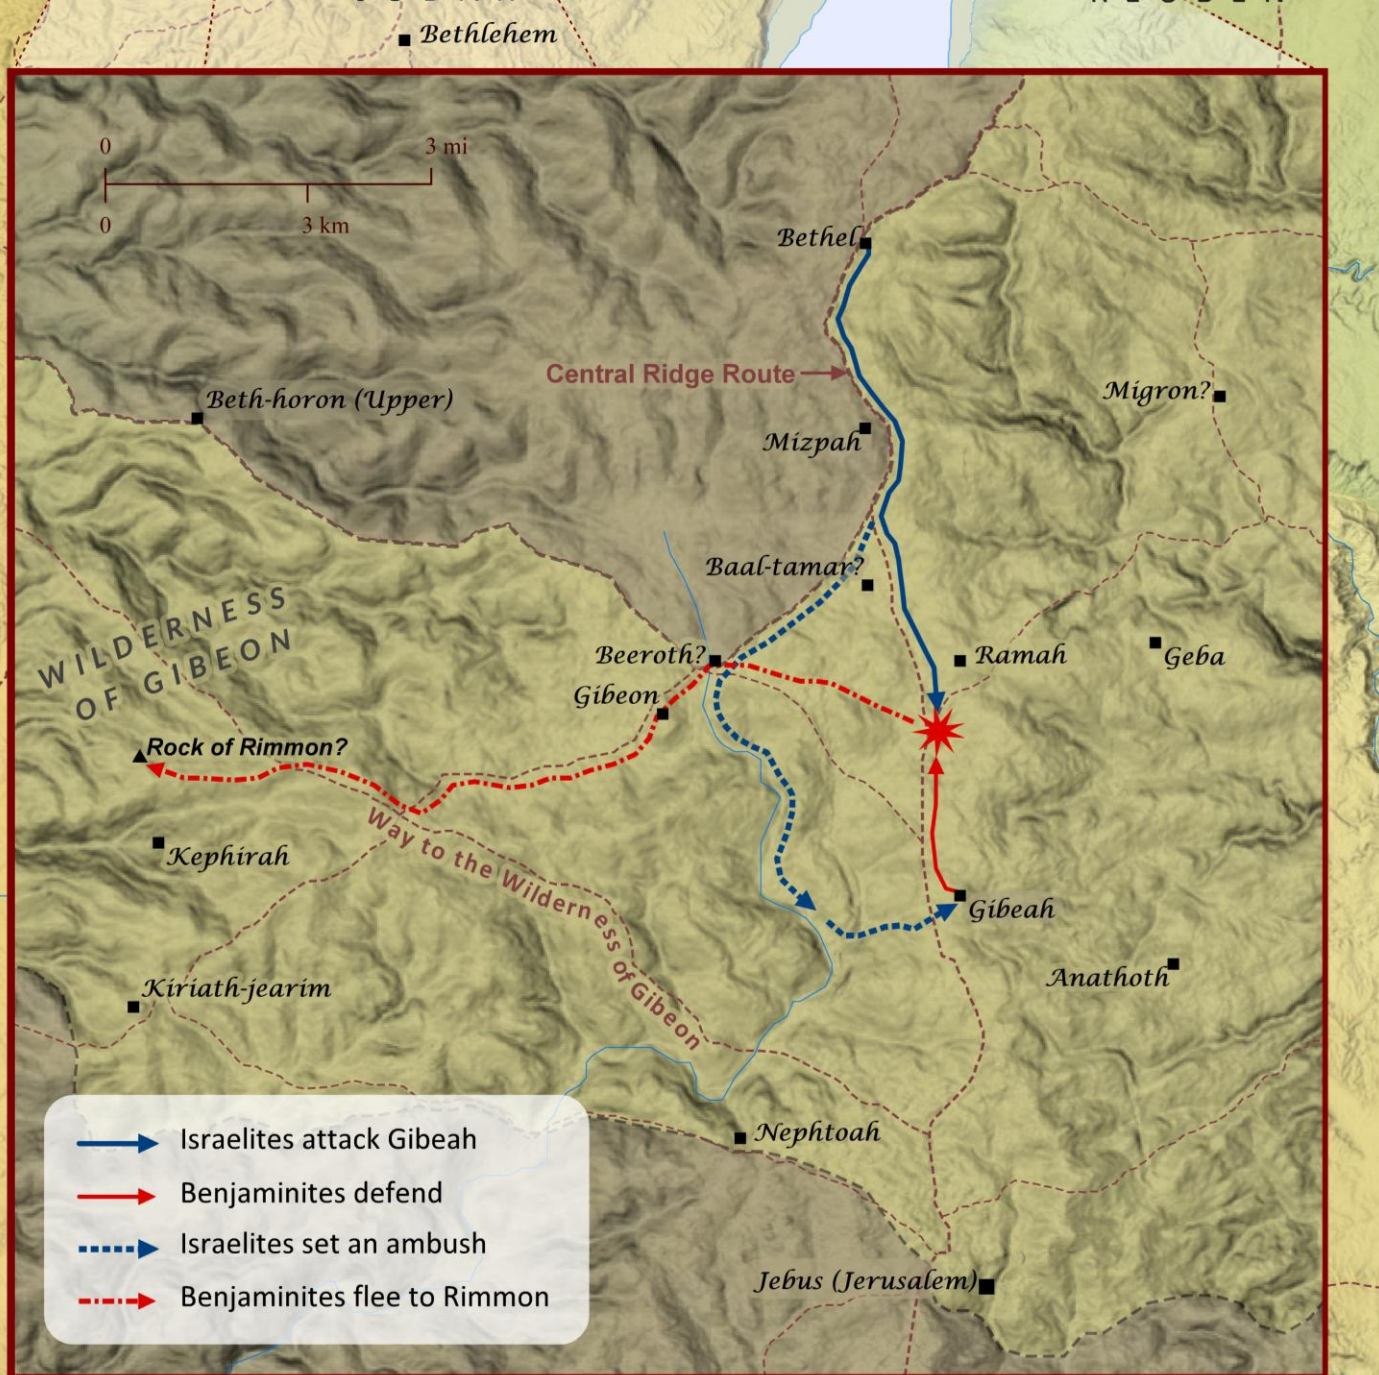 Bethlehem
0 3 mi
0 3 km
Bethel
Central Ridge Route
Beth-horon (Upper)
Migron?
Mizpah
Baal-tamar?
WILDERNESS
OF GIBEON
Beeroth?
Ramah
Geba
Gibeon
Rock of Rimmon?
Kephirah
Way to the Wilderness of Gibeon
Gibeah
Anathoth
Kiriath-jearim
Nephtoah
Jebus (Jerusalem)
Israelites attack Gibeah
Benjaminites defend
Israelites set an ambush
Benjaminites flee to Rimmon